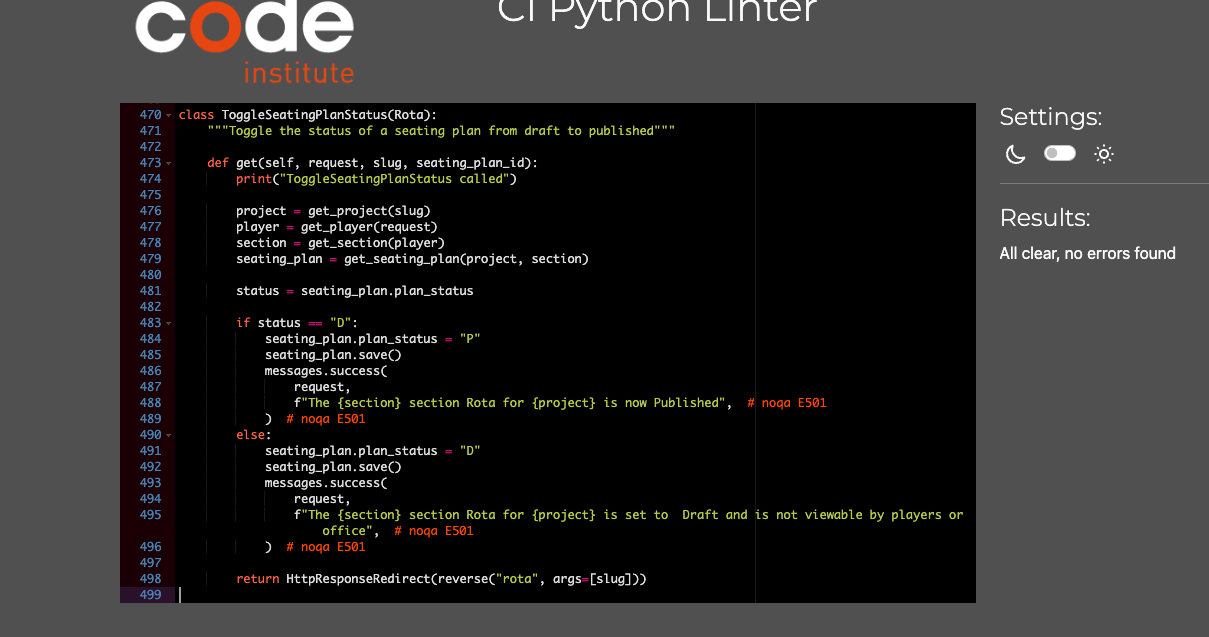 code
institute
CI Python Linter
470 class ToggleSeatingPlanStatus(Rota):
471     """Toggle the status of a seating plan from draft to published"""
472
473     def get(self, request, slug, seating_plan_id):
474         print("ToggleSeatingPlanStatus called")
475
476         project = get_project(slug)
477         player = get_player(request)
478         section = get_section(player)
479         seating_plan = get_seating_plan(project, section)
480
481         status = seating_plan.plan_status
482
483         if status == "D":
484             seating_plan.plan_status = "P"
485             seating_plan.save()
486             messages.success(
487                 request,
488                 f"The {section} section Rota for {project} is now Published",  # noqa E501
489             )  # noqa E501
490         else:
491             seating_plan.plan_status = "D"
492             seating_plan.save()
493             messages.success(
494                 request,
495                 f"The {section} section Rota for {project} is set to  Draft and is not viewable by players or
                    office",  # noqa E501
496             )  # noqa E501
497
498         return HttpResponseRedirect(reverse("rota", args=[slug]))
499
Settings:
Results:
All clear, no errors found